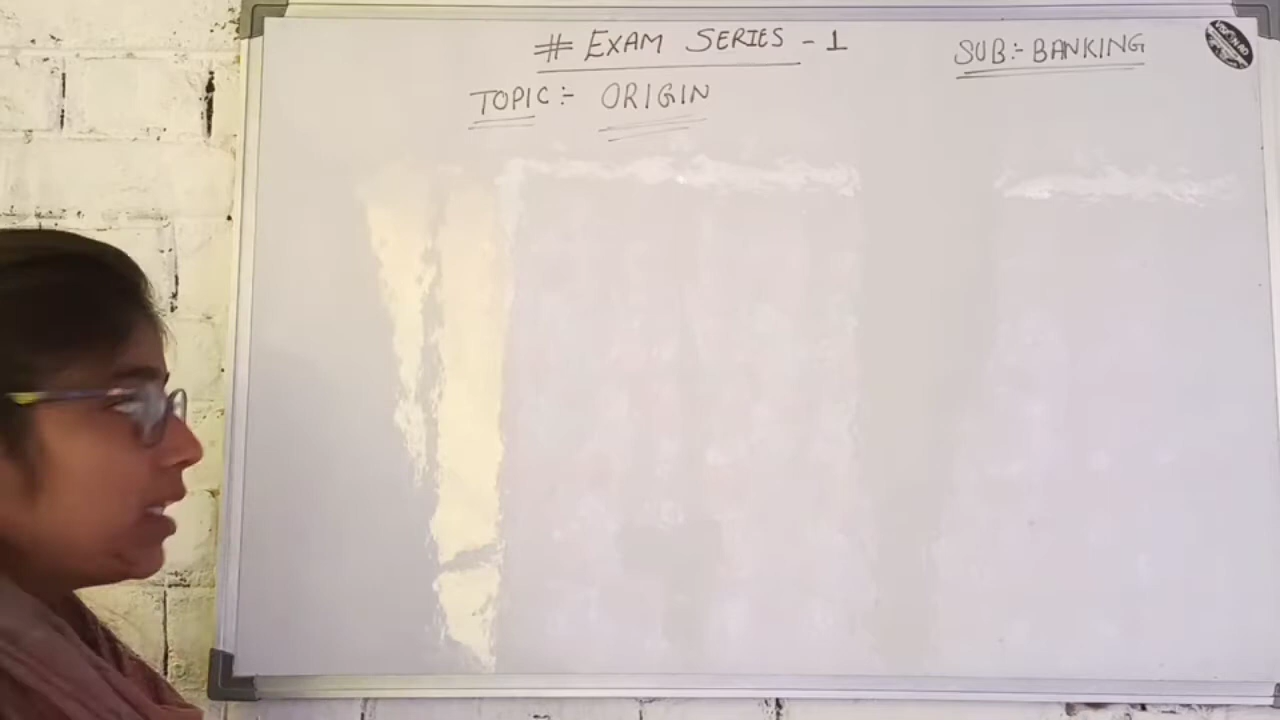 # EXAM SERIES - 1
SUB:- BANKING
TOPIC:- ORIGIN